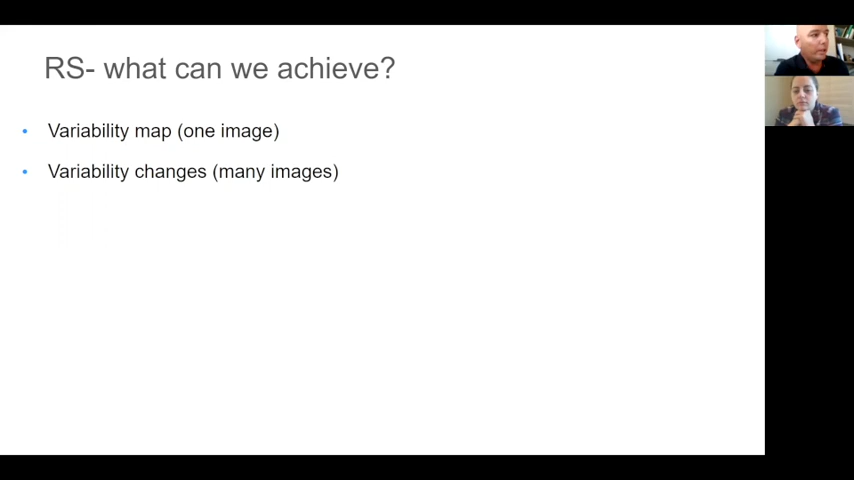 RS- what can we achieve?
• Variability map (one image)
• Variability changes (many images)